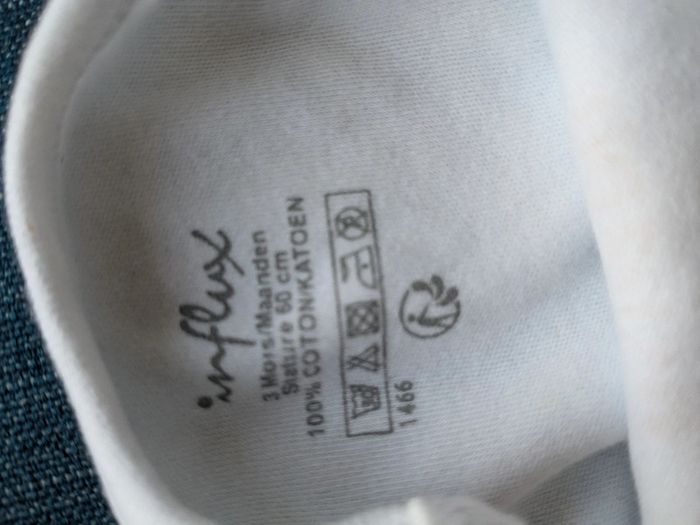 influx
3 Mois/Maanden
Stature 60 cm
100% COTON/KATOEN
1466